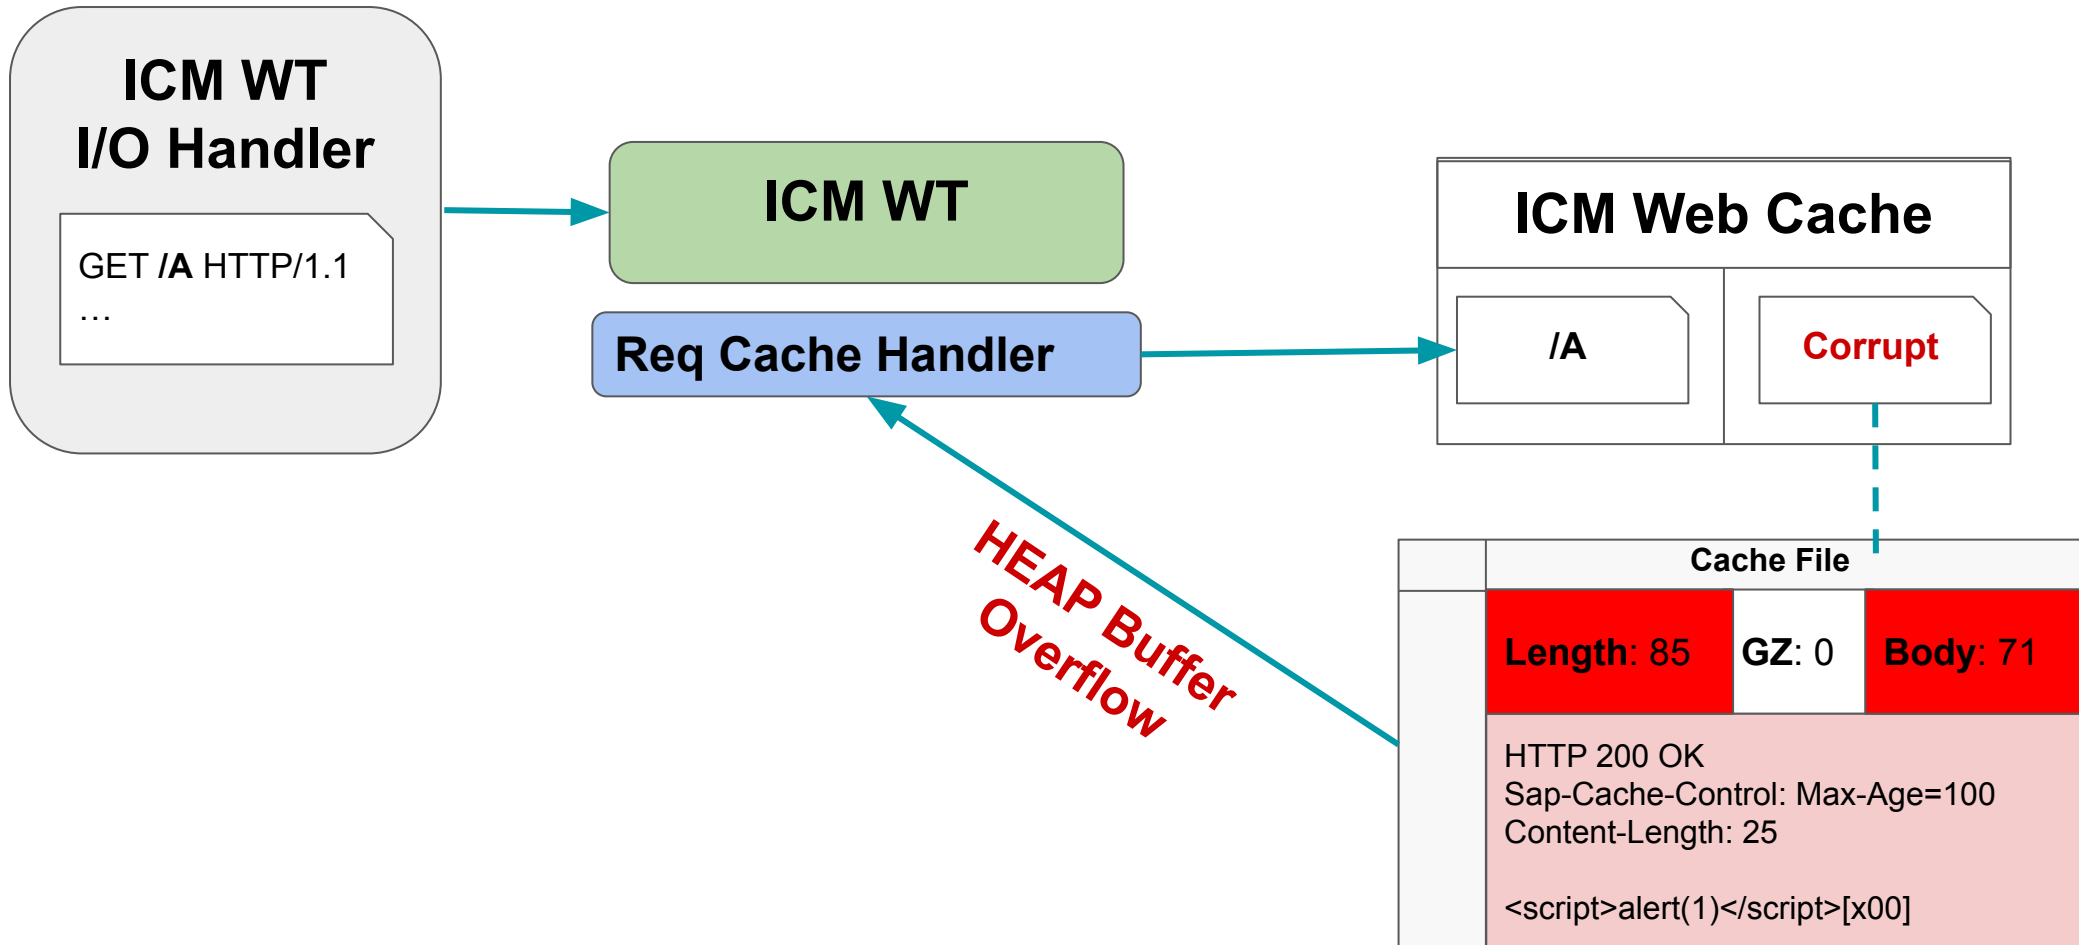 ICM WT
I/O Handler
GET /A HTTP/1.1
…
ICM WT
Req Cache Handler
ICM Web Cache
/A
Corrupt
HEAP Buffer
Overflow
Cache File
Length: 85
GZ: 0
Body: 71
HTTP 200 OK
Sap-Cache-Control: Max-Age=100
Content-Length: 25
<script>alert(1)</script>[x00]